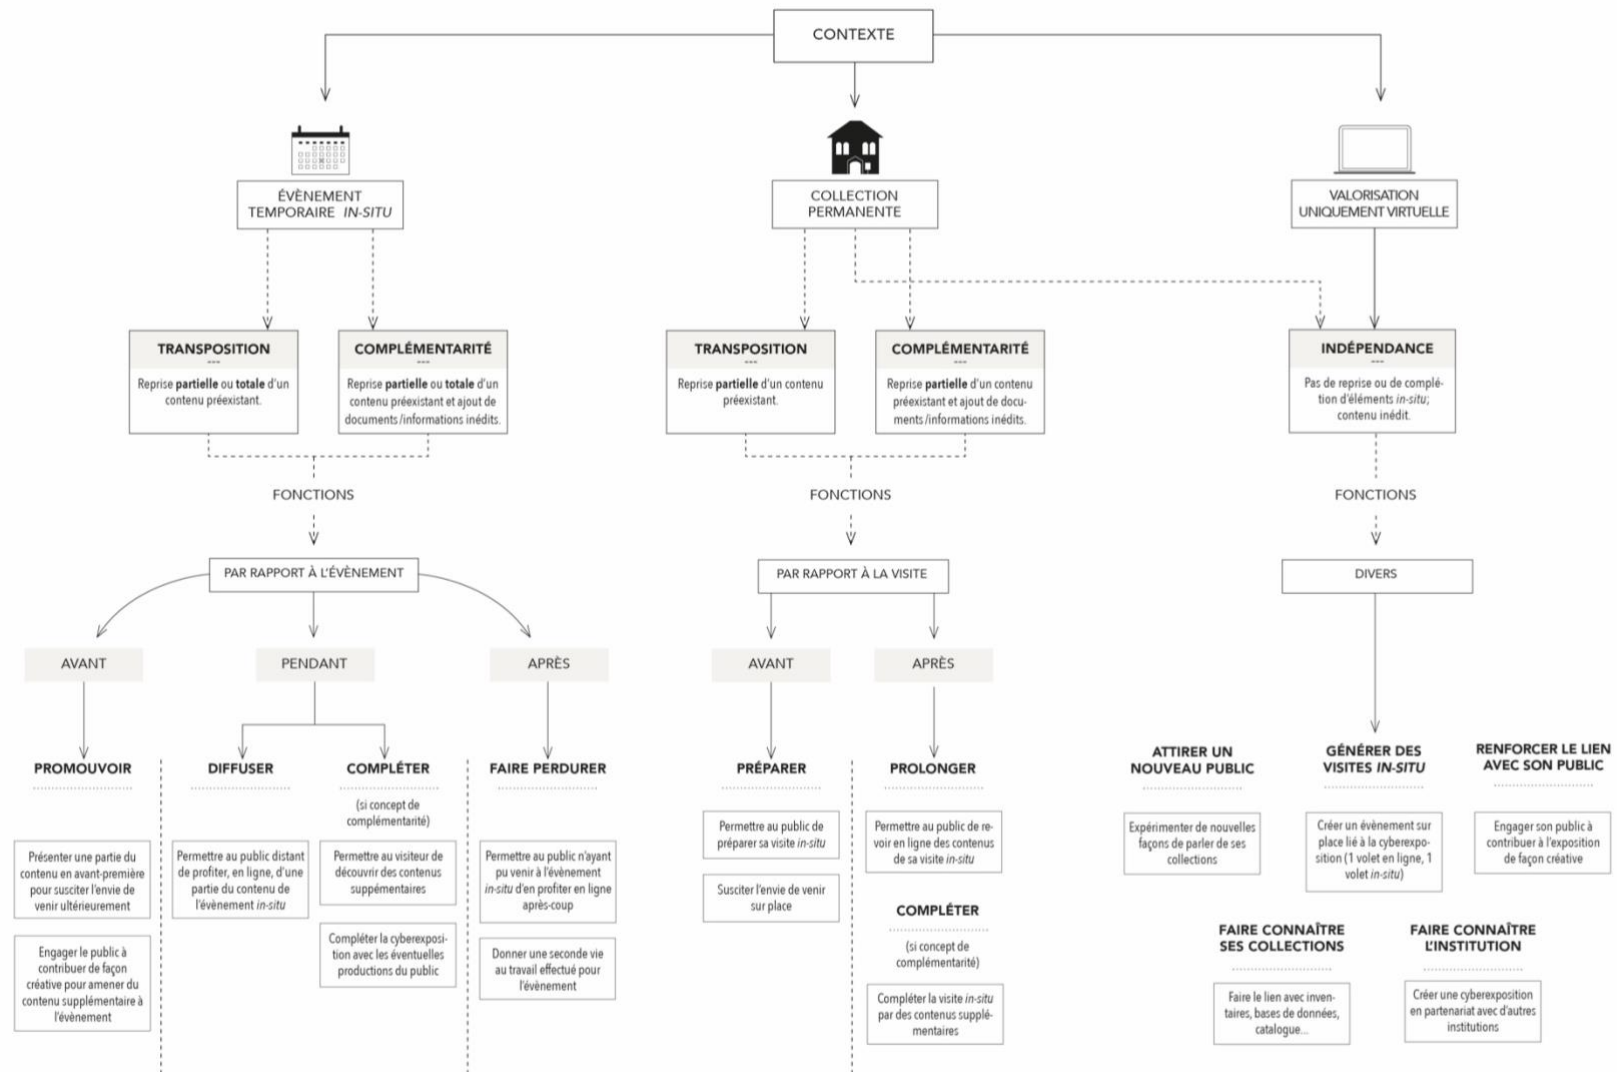 CONTEXTE
ÉVÈNEMENT
TEMPORAIRE IN-SITU
COLLECTION
PERMANENTE
VALORISATION
UNIQUEMENT VIRTUELLE
TRANSPOSITION
---
Reprise partielle ou totale d'un
contenu préexistant.
COMPLÉMENTARITÉ
---
Reprise partielle ou totale d'un
contenu préexistant et ajout de
documents/informations inédits.
TRANSPOSITION
---
Reprise partielle d'un contenu
préexistant.
COMPLÉMENTARITÉ
---
Reprise partielle d'un contenu
préexistant et ajout de docu-
ments/informations inédits.
INDÉPENDANCE
---
Pas de reprise ou de complé-
tion d'éléments in-situ;
contenu inédit.
FONCTIONS
FONCTIONS
FONCTIONS
PAR RAPPORT À L'ÉVÈNEMENT
PAR RAPPORT À LA VISITE
DIVERS
AVANT
PENDANT
APRÈS
AVANT
APRÈS
PROMOUVOIR
Présenter une partie du
contenu en avant-première
pour susciter l'envie de
venir ultérieurement
Engager le public à
contribuer de façon
créative pour amener du
contenu supplémentaire à
l'évènement
DIFFUSER
Permettre au public distant
de profiter, en ligne, d'une
partie du contenu de
l'évènement in-situ
COMPLÉTER
(si concept de
complémentarité)
Permettre au visiteur de
découvrir des contenus
suppémentaires
Compléter la cyberexposi-
tion avec les éventuelles
productions du public
FAIRE PERDURER
Permettre au public n'ayant
pu venir à l'évènement
in-situ d'en profiter en ligne
après-coup
Donner une seconde vie
au travail effectué pour
l'évènement
PRÉPARER
Permettre au public de
préparer sa visite in-situ
Susciter l'envie de venir
sur place
PROLONGER
Permettre au public de re-
voir en ligne des contenus
de sa visite in-situ
COMPLÉTER
(si concept de
complémentarité)
Compléter la visite in-situ
par des contenus supplé-
mentaires
ATTIRER UN
NOUVEAU PUBLIC
Expérimenter de nouvelles
façons de parler de ses
collections
GÉNÉRER DES
VISITES IN-SITU
Créer un évènement sur
place lié à la cyberexpo-
sition (1 volet en ligne, 1
volet in-situ)
RENFORCER LE LIEN
AVEC SON PUBLIC
Engager son public à
contribuer à l'exposition
de façon créative
FAIRE CONNAÎTRE
SES COLLECTIONS
Faire le lien avec inven-
taires, bases de données,
catalogue...
FAIRE CONNAÎTRE
L'INSTITUTION
Créer une cyberexposition
en partenariat avec d'autres
institutions